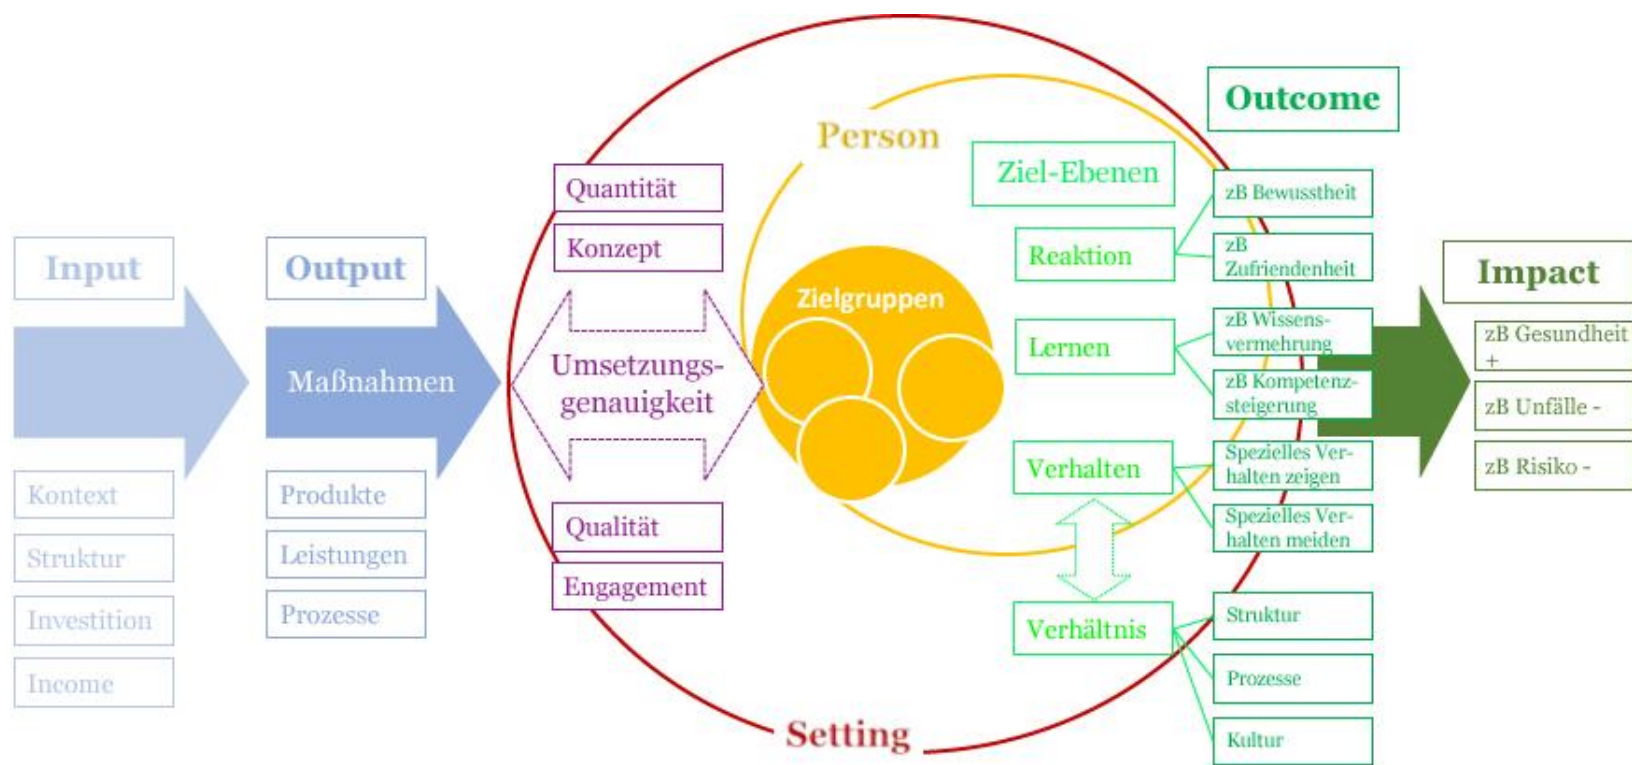 Input
Kontext
Struktur
Investition
Income
Output
Maßnahmen
Produkte
Leistungen
Prozesse
Quantität
Konzept
Umsetzungs-
genauigkeit
Qualität
Engagement
Person
Zielgruppen
Setting
Ziel-Ebenen
Reaktion
Lernen
Verhalten
Verhältnis
Outcome
zB Bewusstheit
zB
Zufriendenheit
zB Wissens-
vermehrung
zB Kompetenz-
steigerung
Spezielles Ver-
halten zeigen
Spezielles Ver-
halten meiden
Struktur
Prozesse
Kultur
Impact
zB Gesundheit
+
zB Unfälle -
zB Risiko -